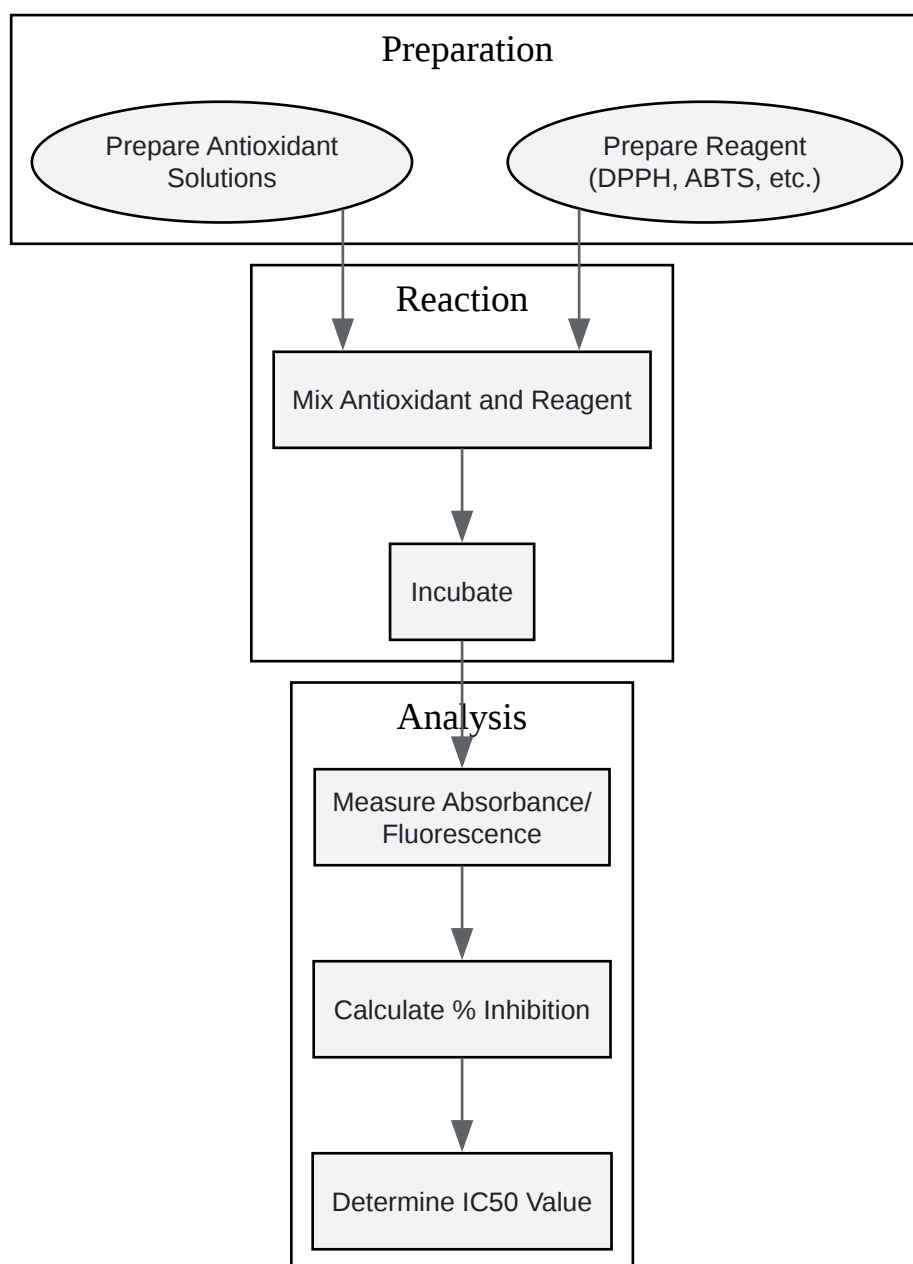 Preparation
Prepare Antioxidant
Solutions
Prepare Reagent
(DPPH, ABTS, etc.)
Reaction
Mix Antioxidant and Reagent
Incubate
Analysis
Measure Absorbance/
Fluorescence
Calculate % Inhibition
Determine IC50 Value